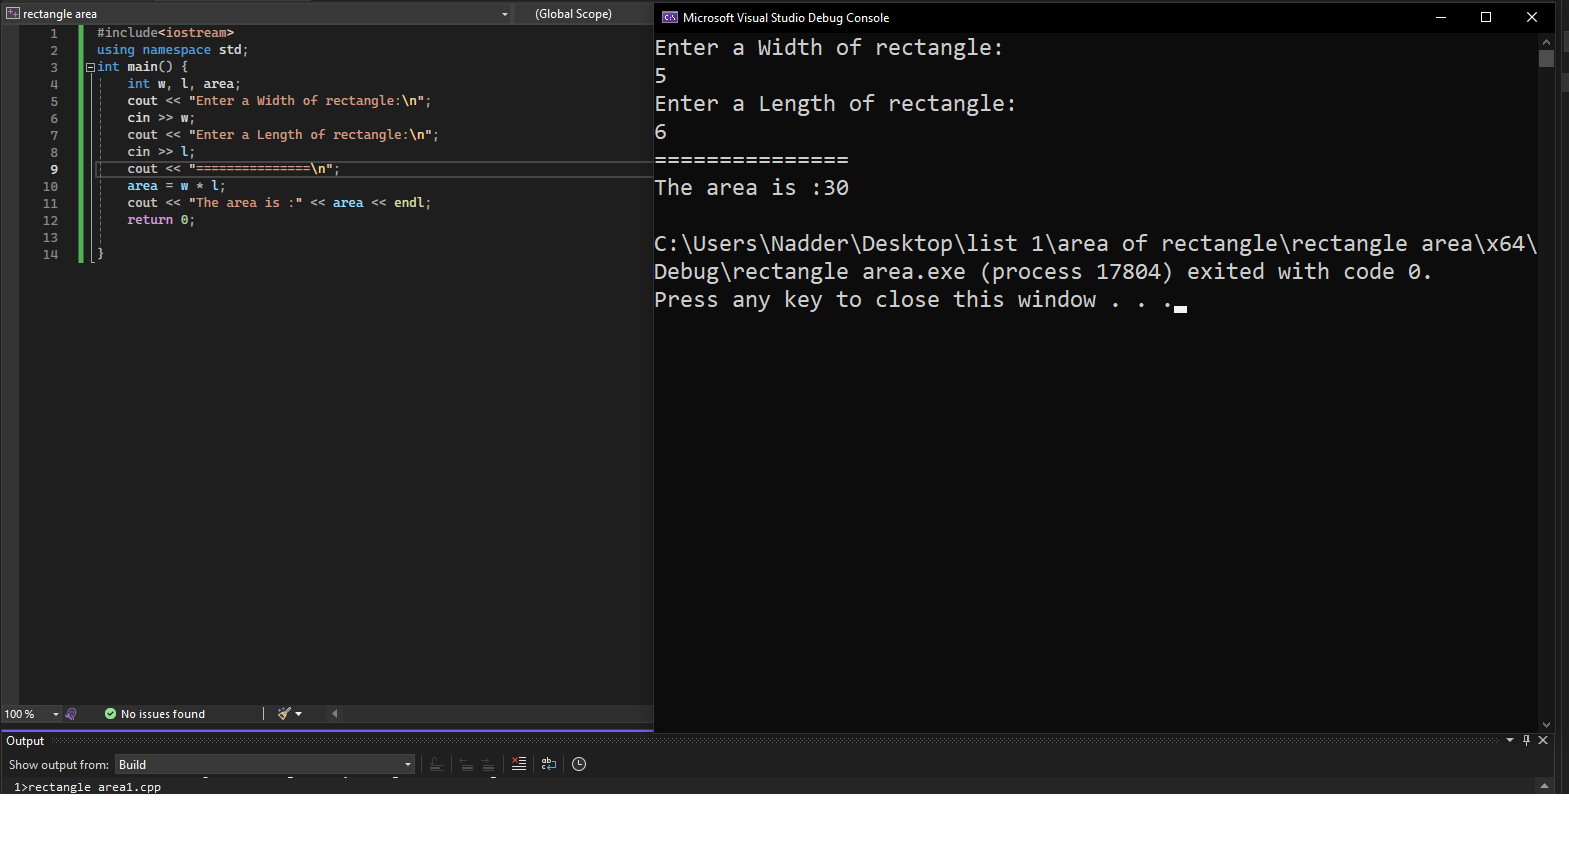 rectangle area
(Global Scope)
1 #include<iostream>
2 using namespace std;
3 int main() {
4 int w, l, area;
5 cout << "Enter a Width of rectangle:\n";
6 cin >> w;
7 cout << "Enter a Length of rectangle:\n";
8 cin >> l;
9 cout << "===============\n";
10 area = w * l;
11 cout << "The area is :" << area << endl;
12 return 0;
13
14 }
100 %
No issues found
Microsoft Visual Studio Debug Console
Enter a Width of rectangle:
5
Enter a Length of rectangle:
6
===============
The area is :30
C:\Users\Nadder\Desktop\list 1\area of rectangle\rectangle area\x64\
Debug\rectangle area.exe (process 17804) exited with code 0.
Press any key to close this window . . .
Output
Show output from: Build
1>rectangle area1.cpp